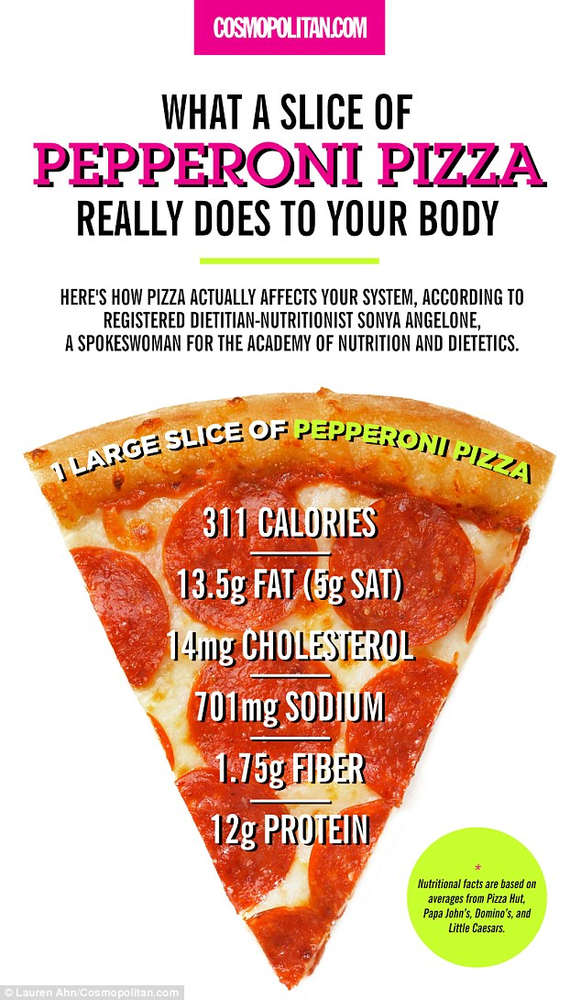 COSMOPOLITAN.COM
WHAT A SLICE OF
PEPPERONI PIZZA
REALLY DOES TO YOUR BODY
HERE'S HOW PIZZA ACTUALLY AFFECTS YOUR SYSTEM, ACCORDING TO
REGISTERED DIETITIAN-NUTRITIONIST SONYA ANGELONE,
A SPOKESWOMAN FOR THE ACADEMY OF NUTRITION AND DIETETICS.
1 LARGE SLICE OF PEPPERONI PIZZA
311 CALORIES
13.5g FAT (5g SAT)
14mg CHOLESTEROL
701mg SODIUM
1.75g FIBER
12g PROTEIN
*
Nutritional facts are based on
averages from Pizza Hut,
Papa John's, Domino's, and
Little Caesars.
© Lauren Ahn/Cosmopolitan.com